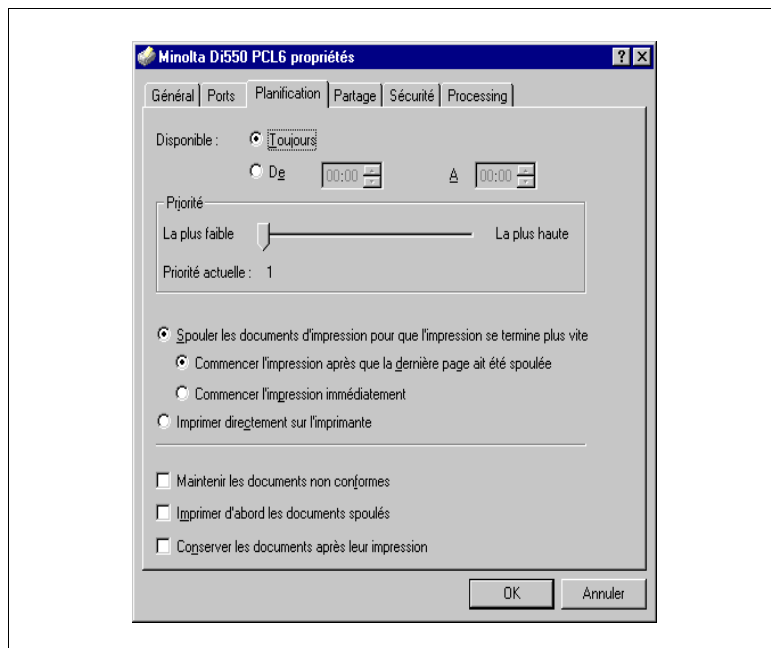 Minolta Di550 PCL6 propriétés
Général Ports Planification Partage Sécurité Processing
Disponible : Toujours
De 00:00 A 00:00
Priorité
La plus faible La plus haute
Priorité actuelle : 1
Spouler les documents d'impression pour que l'impression se termine plus vite
Commencer l'impression après que la dernière page ait été spoulée
Commencer l'impression immédiatement
Imprimer directement sur l'imprimante
Maintenir les documents non conformes
Imprimer d'abord les documents spoulés
Conserver les documents après leur impression
OK Annuler